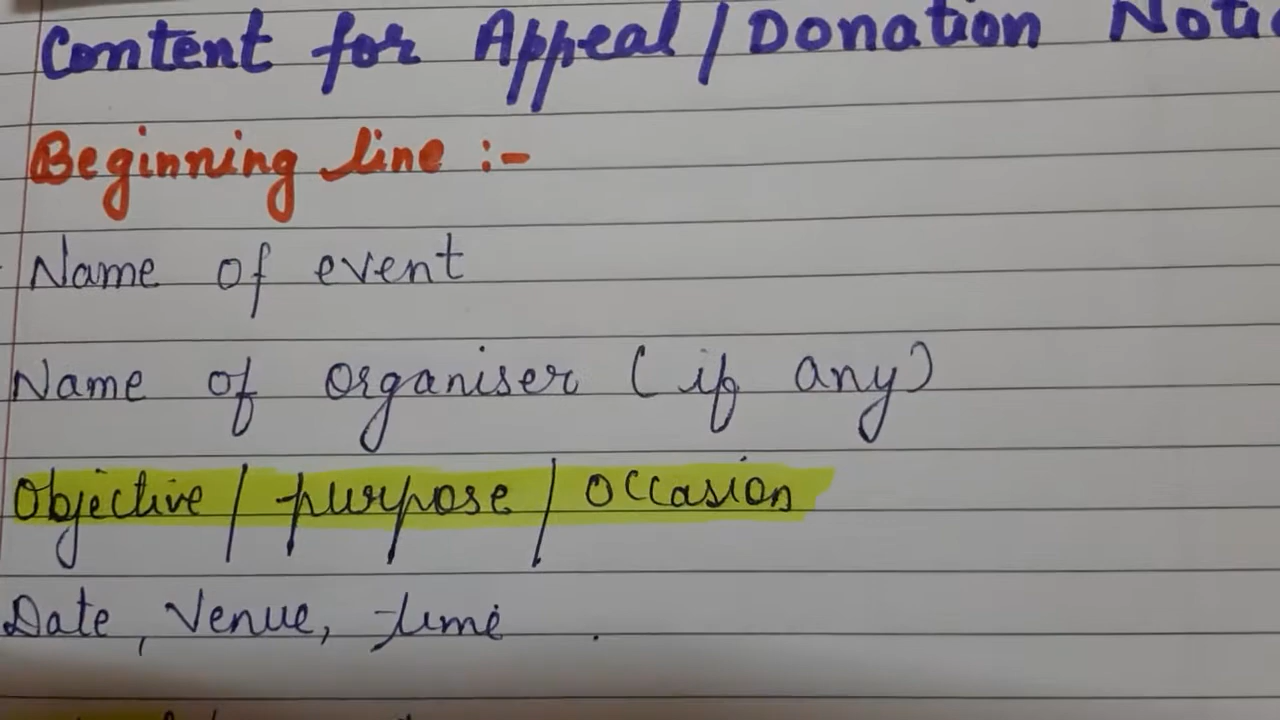 Content for Appeal/Donation
Beginning line :-
Name of event
Name of organiser (if any)
Objective / purpose / occasion
Date, Venue, time .